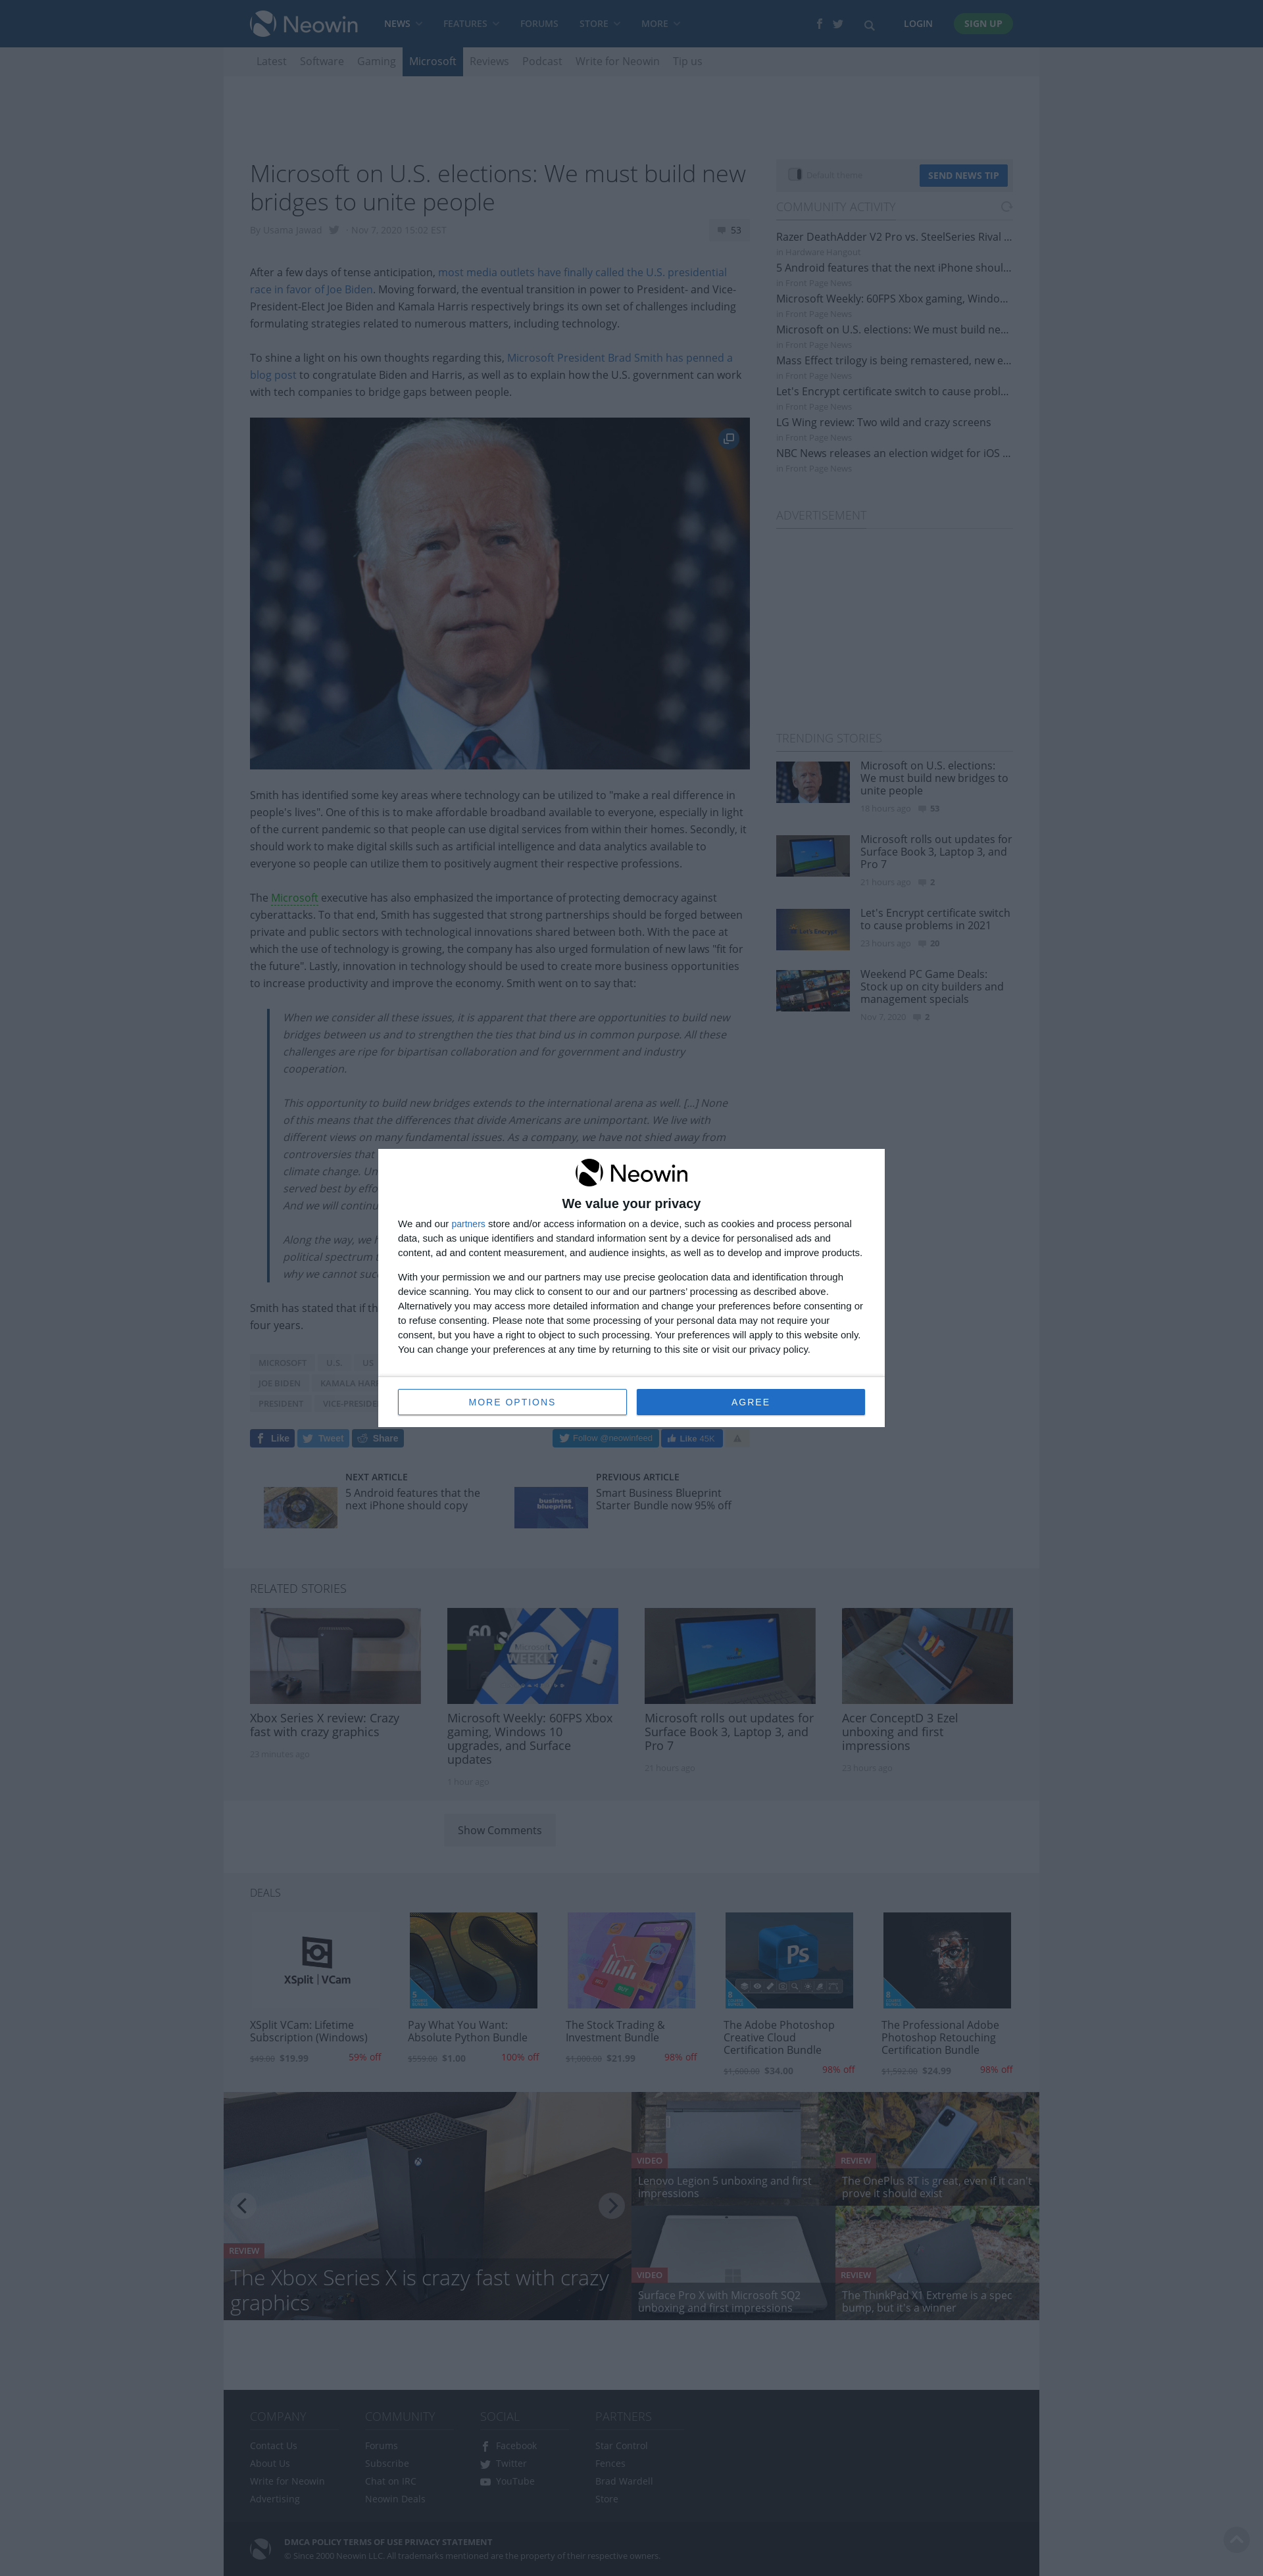 Neowin
NEWS
FEATURES
FORUMS
STORE
MORE
LOGIN
SIGN UP
Latest
Software
Gaming
Microsoft
Reviews
Podcast
Write for Neowin
Tip us
Microsoft on U.S. elections: We must build new
bridges to unite people
By Usama Jawad · Nov 7, 2020 15:02 EST
53
After a few days of tense anticipation, most media outlets have finally called the U.S. presidential
race in favor of Joe Biden. Moving forward, the eventual transition in power to President- and Vice-
President-Elect Joe Biden and Kamala Harris respectively brings its own set of challenges including
formulating strategies related to numerous matters, including technology.
To shine a light on his own thoughts regarding this, Microsoft President Brad Smith has penned a
blog post to congratulate Biden and Harris, as well as to explain how the U.S. government can work
with tech companies to bridge gaps between people.
Smith has identified some key areas where technology can be utilized to "make a real difference in
people's lives". One of this is to make affordable broadband available to everyone, especially in light
of the current pandemic so that people can use digital services from within their homes. Secondly, it
should work to make digital skills such as artificial intelligence and data analytics available to
everyone so people can utilize them to positively augment their respective professions.
The Microsoft executive has also emphasized the importance of protecting democracy against
cyberattacks. To that end, Smith has suggested that strong partnerships should be forged between
private and public sectors with technological innovations shared between both. With the pace at
which the use of technology is growing, the company has also urged formulation of new laws "fit for
the future". Lastly, innovation in technology should be used to create more business opportunities
to increase productivity and improve the economy. Smith went on to say that:
When we consider all these issues, it is apparent that there are opportunities to build new
bridges between us and to strengthen the ties that bind us in common purpose. All these
challenges are ripe for bipartisan collaboration and for government and industry
cooperation.
This opportunity to build new bridges extends to the international arena as well. [...] None
of this means that the differences that divide Americans are unimportant. We live with
different views on many fundamental issues. As a company, we have not shied away from
controversies that
climate change. Un
served best by effo
And we will continu
Along the way, we h
political spectrum t
why we cannot suc
Smith has stated that if th
four years.
MICROSOFT
U.S.
US
JOE BIDEN
KAMALA HAR
PRESIDENT
VICE-PRESIDE
Like
Tweet
Share
Follow @neowinfeed
Like 45K
NEXT ARTICLE
5 Android features that the
next iPhone should copy
PREVIOUS ARTICLE
Smart Business Blueprint
Starter Bundle now 95% off
Default theme
SEND NEWS TIP
COMMUNITY ACTIVITY
Razer DeathAdder V2 Pro vs. SteelSeries Rival ...
in Hardware Hangout
5 Android features that the next iPhone shoul...
in Front Page News
Microsoft Weekly: 60FPS Xbox gaming, Windo...
in Front Page News
Microsoft on U.S. elections: We must build ne...
in Front Page News
Mass Effect trilogy is being remastered, new e...
in Front Page News
Let's Encrypt certificate switch to cause probl...
in Front Page News
LG Wing review: Two wild and crazy screens
in Front Page News
NBC News releases an election widget for iOS ...
in Front Page News
ADVERTISEMENT
TRENDING STORIES
Microsoft on U.S. elections:
We must build new bridges to
unite people
18 hours ago 53
Microsoft rolls out updates for
Surface Book 3, Laptop 3, and
Pro 7
21 hours ago 2
Let's Encrypt
Let's Encrypt certificate switch
to cause problems in 2021
23 hours ago 20
Weekend PC Game Deals:
Stock up on city builders and
management specials
Nov 7, 2020 2
Neowin
We value your privacy
We and our partners store and/or access information on a device, such as cookies and process personal
data, such as unique identifiers and standard information sent by a device for personalised ads and
content, ad and content measurement, and audience insights, as well as to develop and improve products.
With your permission we and our partners may use precise geolocation data and identification through
device scanning. You may click to consent to our and our partners' processing as described above.
Alternatively you may access more detailed information and change your preferences before consenting or
to refuse consenting. Please note that some processing of your personal data may not require your
consent, but you have a right to object to such processing. Your preferences will apply to this website only.
You can change your preferences at any time by returning to this site or visit our privacy policy.
MORE OPTIONS
AGREE
business
blueprint.
RELATED STORIES
60
Microsoft
WEEKLY
Xbox Series X review: Crazy
fast with crazy graphics
23 minutes ago
Microsoft Weekly: 60FPS Xbox
gaming, Windows 10
upgrades, and Surface
updates
1 hour ago
Microsoft rolls out updates for
Surface Book 3, Laptop 3, and
Pro 7
21 hours ago
Acer ConceptD 3 Ezel
unboxing and first
impressions
23 hours ago
Show Comments
DEALS
XSplit | VCam
5
8
Ps
8
XSplit VCam: Lifetime
Subscription (Windows)
$19.99
59% off
Pay What You Want:
Absolute Python Bundle
$1.00
100% off
The Stock Trading &
Investment Bundle
$21.99
98% off
The Adobe Photoshop
Creative Cloud
Certification Bundle
$34.00
98% off
The Professional Adobe
Photoshop Retouching
Certification Bundle
$24.99
98% off
REVIEW
The Xbox Series X is crazy fast with crazy
graphics
VIDEO
Lenovo Legion 5 unboxing and first
impressions
REVIEW
The OnePlus 8T is great, even if it can't
prove it should exist
VIDEO
Surface Pro X with Microsoft SQ2
unboxing and first impressions
REVIEW
The ThinkPad X1 Extreme is a spec
bump, but it's a winner
COMPANY
Contact Us
About Us
Write for Neowin
Advertising
COMMUNITY
Forums
Subscribe
Chat on IRC
Neowin Deals
SOCIAL
Facebook
Twitter
YouTube
PARTNERS
Star Control
Fences
Brad Wardell
Store
DMCA POLICY TERMS OF USE PRIVACY STATEMENT
© Since 2000 Neowin LLC. All trademarks mentioned are the property of their respective owners.